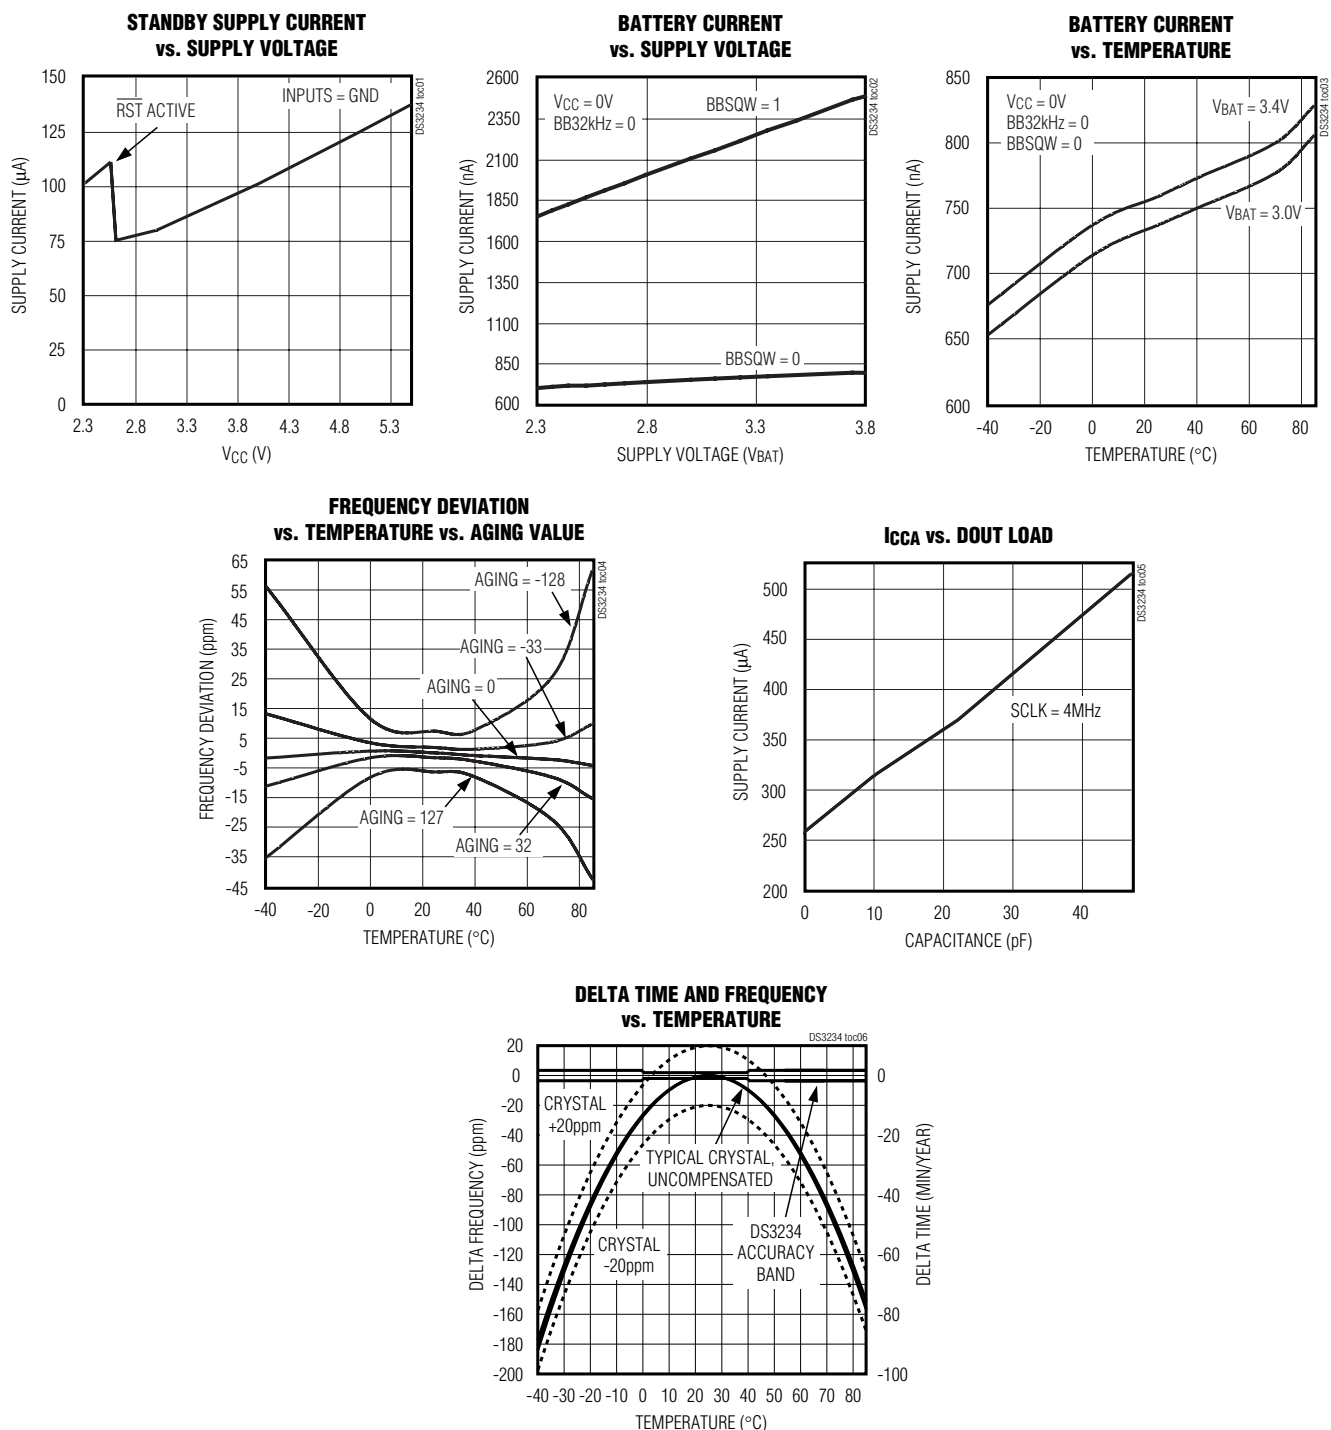 STANDBY SUPPLY CURRENT
vs. SUPPLY VOLTAGE
DS3234 toc01
SUPPLY CURRENT (µA)
150
125
100
75
50
25
0
RST ACTIVE
INPUTS = GND
2.3 2.8 3.3 3.8 4.3 4.8 5.3
VCC (V)
BATTERY CURRENT
vs. SUPPLY VOLTAGE
DS3234 toc02
SUPPLY CURRENT (nA)
2600
2350
2100
1850
1600
1350
1100
850
600
VCC = 0V
BB32kHz = 0
BBSQW = 1
BBSQW = 0
2.3 2.8 3.3 3.8
SUPPLY VOLTAGE (VBAT)
BATTERY CURRENT
vs. TEMPERATURE
DS3234 toc03
SUPPLY CURRENT (nA)
850
800
750
700
650
600
VCC = 0V
BB32kHz = 0
BBSQW = 0
VBAT = 3.4V
VBAT = 3.0V
-40 -20 0 20 40 60 80
TEMPERATURE (°C)
FREQUENCY DEVIATION
vs. TEMPERATURE vs. AGING VALUE
DS3234 toc04
FREQUENCY DEVIATION (ppm)
65
55
45
35
25
15
5
-5
-15
-25
-35
-45
AGING = -128
AGING = -33
AGING = 0
AGING = 127
AGING = 32
-40 -20 0 20 40 60 80
TEMPERATURE (°C)
ICCA vs. DOUT LOAD
DS3234 toc05
SUPPLY CURRENT (µA)
500
450
400
350
300
250
200
SCLK = 4MHz
0 10 20 30 40
CAPACITANCE (pF)
DELTA TIME AND FREQUENCY
vs. TEMPERATURE
DS3234 toc06
DELTA FREQUENCY (ppm)
20
0
-20
-40
-60
-80
-100
-120
-140
-160
-180
-200
CRYSTAL
+20ppm
TYPICAL CRYSTAL,
UNCOMPENSATED
CRYSTAL
-20ppm
DS3234
ACCURACY
BAND
0
-20
-40
-60
-80
-100
DELTA TIME (MIN/YEAR)
-40 -30 -20 -10 0 10 20 30 40 50 60 70 80
TEMPERATURE (°C)